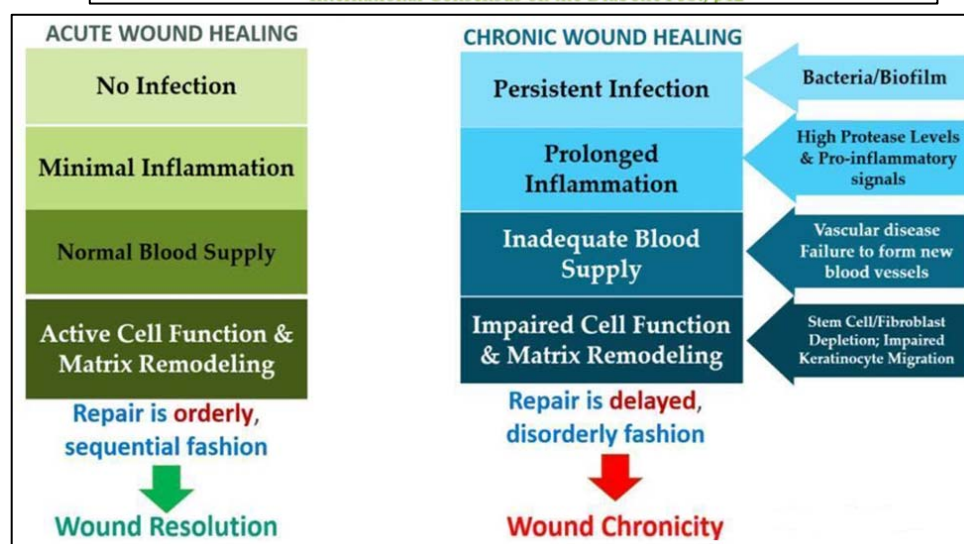 ACUTE WOUND HEALING
No Infection
Minimal Inflammation
Normal Blood Supply
Active Cell Function &
Matrix Remodeling
Repair is orderly,
sequential fashion
Wound Resolution
CHRONIC WOUND HEALING
Persistent Infection
Prolonged
Inflammation
Inadequate Blood
Supply
Impaired Cell Function
& Matrix Remodeling
Repair is delayed,
disorderly fashion
Wound Chronicity
Bacteria/Biofilm
High Protease Levels
& Pro-inflammatory
signals
Vascular disease
Failure to form new
blood vessels
Stem Cell/Fibroblast
Depletion; Impaired
Keratinocyte Migration